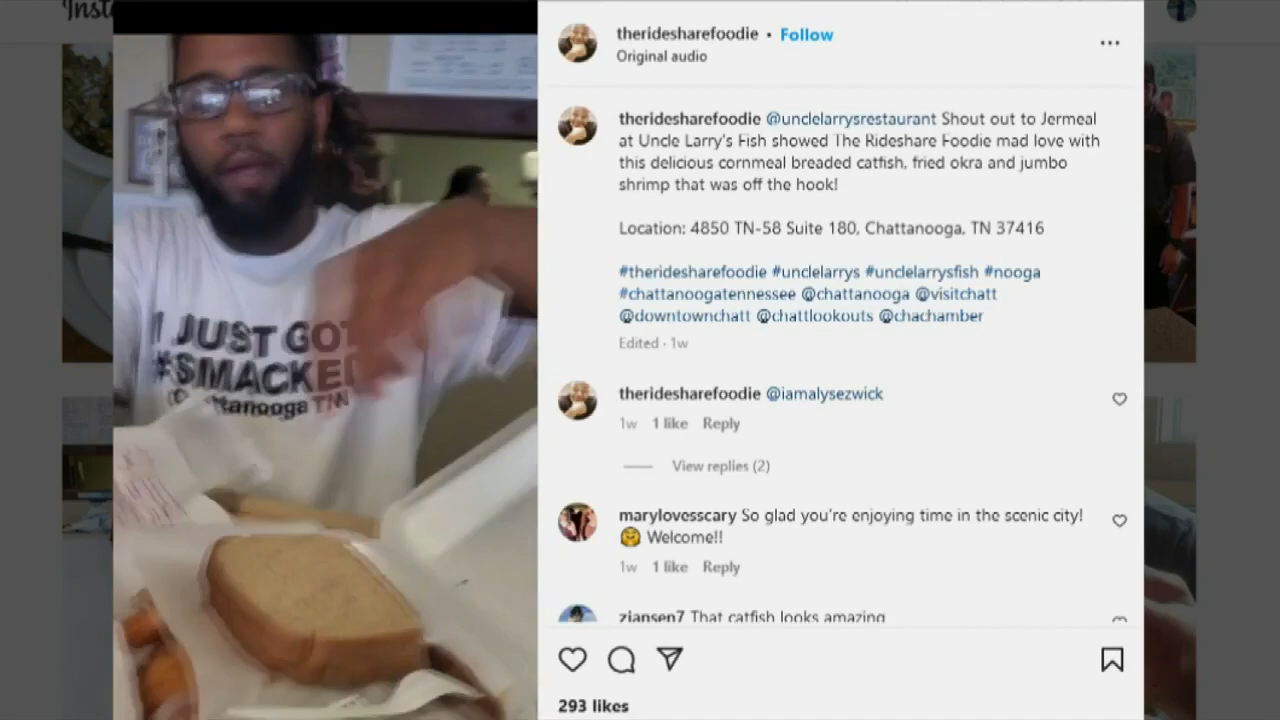 Inst
therridesharefoodie • Follow
Original audio
theridesharefoodie @unclelarrysrestaurant Shout out to Jermeal
at Uncle Larry's Fish showed The Rideshare Foodie mad love with
this delicious cornmeal breaded catfish, fried okra and jumbo
shrimp that was off the hook!
Location: 4850 TN-58 Suite 180, Chattanooga, TN 37416
#theridesharefoodie #unclelarrys #unclelarrysfish #nooga
#chattanoogatennessee @chattanooga @visitchatt
@downtownchatt @chattlookouts @chachamber
Edited · 1w
theridesharefoodie @iamalysezwick
1w 1 like Reply
View replies (2)
marylovesscary So glad you're enjoying time in the scenic city!
🤗 Welcome!!
1w 1 like Reply
ziansen7 That catfish looks amazing
293 likes
I JUST GOT
#SMACKED
Chattanooga TN